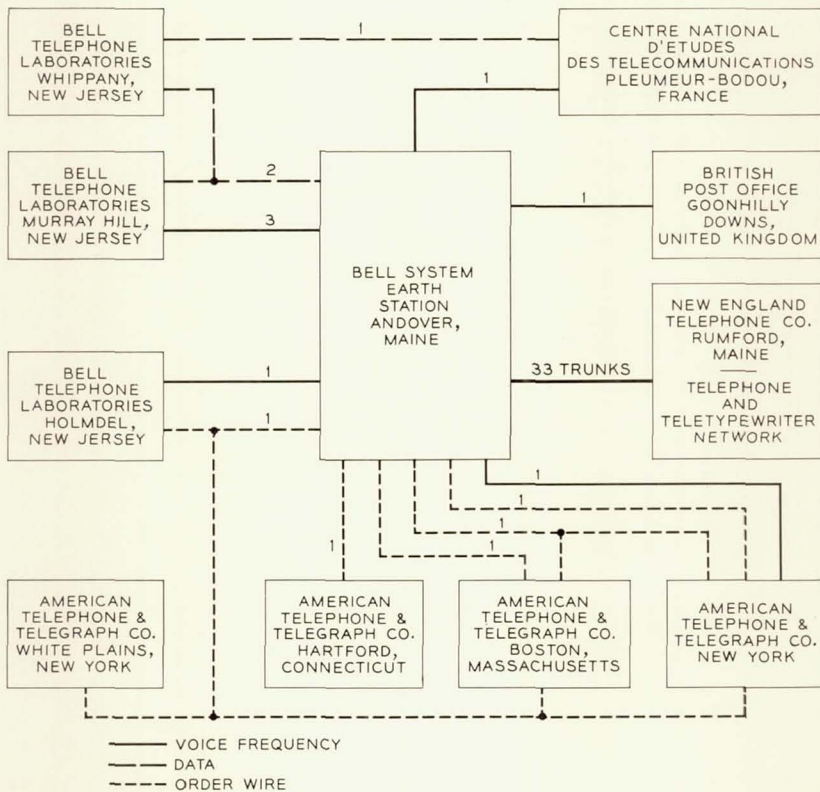 BELL
TELEPHONE
LABORATORIES
WHIPPANY,
NEW JERSEY
1
CENTRE NATIONAL
D'ETUDES
DES TELECOMMUNICATIONS
PLEUMEUR-BODOU,
FRANCE
1
BELL
TELEPHONE
LABORATORIES
MURRAY HILL,
NEW JERSEY
2
3
BRITISH
POST OFFICE
GOONHILLY
DOWNS,
UNITED KINGDOM
1
BELL SYSTEM
EARTH
STATION
ANDOVER,
MAINE
NEW ENGLAND
TELEPHONE CO.
RUMFORD,
MAINE
TELEPHONE
AND
TELETYPEWRITER
NETWORK
33 TRUNKS
BELL
TELEPHONE
LABORATORIES
HOLMDEL,
NEW JERSEY
1
1
1
1
1
1
1
AMERICAN
TELEPHONE &
TELEGRAPH CO.
WHITE PLAINS,
NEW YORK
AMERICAN
TELEPHONE &
TELEGRAPH CO.
HARTFORD,
CONNECTICUT
AMERICAN
TELEPHONE &
TELEGRAPH CO.
BOSTON,
MASSACHUSETTS
AMERICAN
TELEPHONE &
TELEGRAPH CO.
NEW YORK
VOICE FREQUENCY
DATA
ORDER WIRE